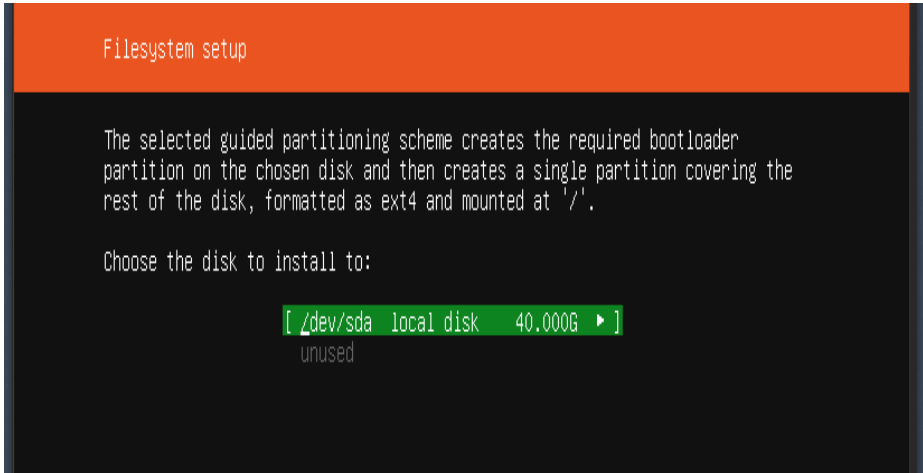 Filesystem setup
The selected guided partitioning scheme creates the required bootloader
partition on the chosen disk and then creates a single partition covering the
rest of the disk, formatted as ext4 and mounted at '/'.
Choose the disk to install to:
[ /dev/sda  local disk    40.000G ▸ ]
unused